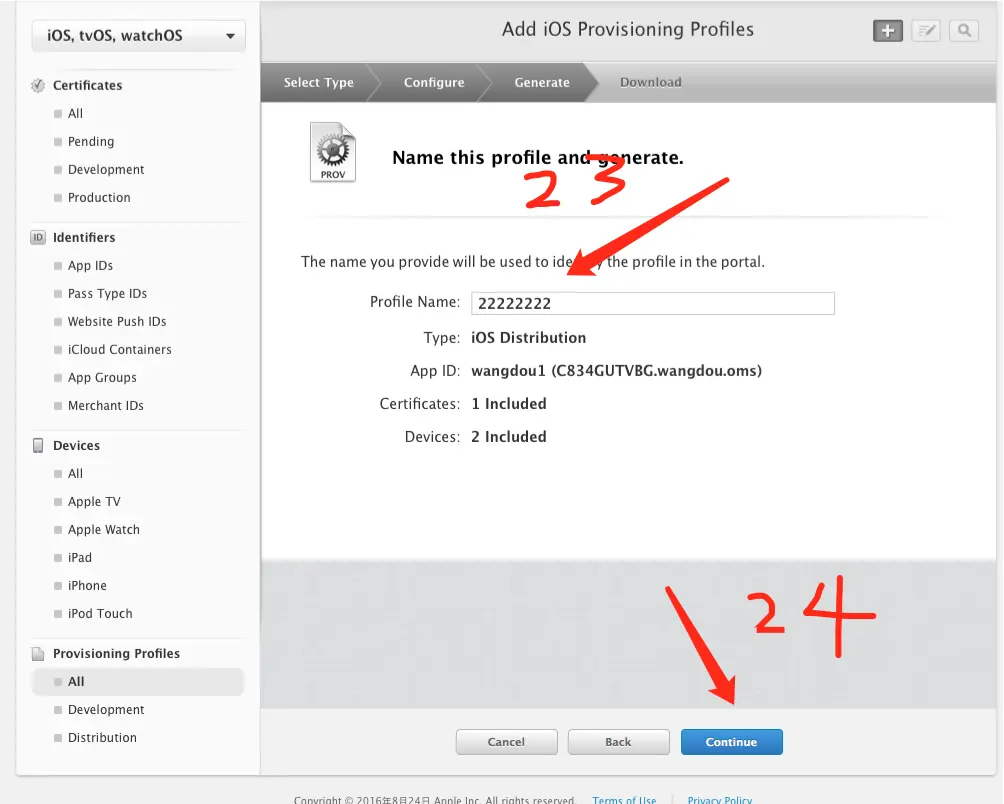 iOS, tvOS, watchOS
Certificates
All
Pending
Development
Production
ID Identifiers
App IDs
Pass Type IDs
Website Push IDs
iCloud Containers
App Groups
Merchant IDs
Devices
All
Apple TV
Apple Watch
iPad
iPhone
iPod Touch
Provisioning Profiles
All
Development
Distribution
Add iOS Provisioning Profiles
Select Type Configure Generate Download
PROV
Name this profile and generate.
23
The name you provide will be used to identify the profile in the portal.
Profile Name: 22222222
Type: iOS Distribution
App ID: wangdou1 (C834GUTVBG.wangdou.oms)
Certificates: 1 Included
Devices: 2 Included
24
Cancel Back Continue
Copyright © 2016年8月24日 Apple Inc. All rights reserved. Terms of Use Privacy Policy